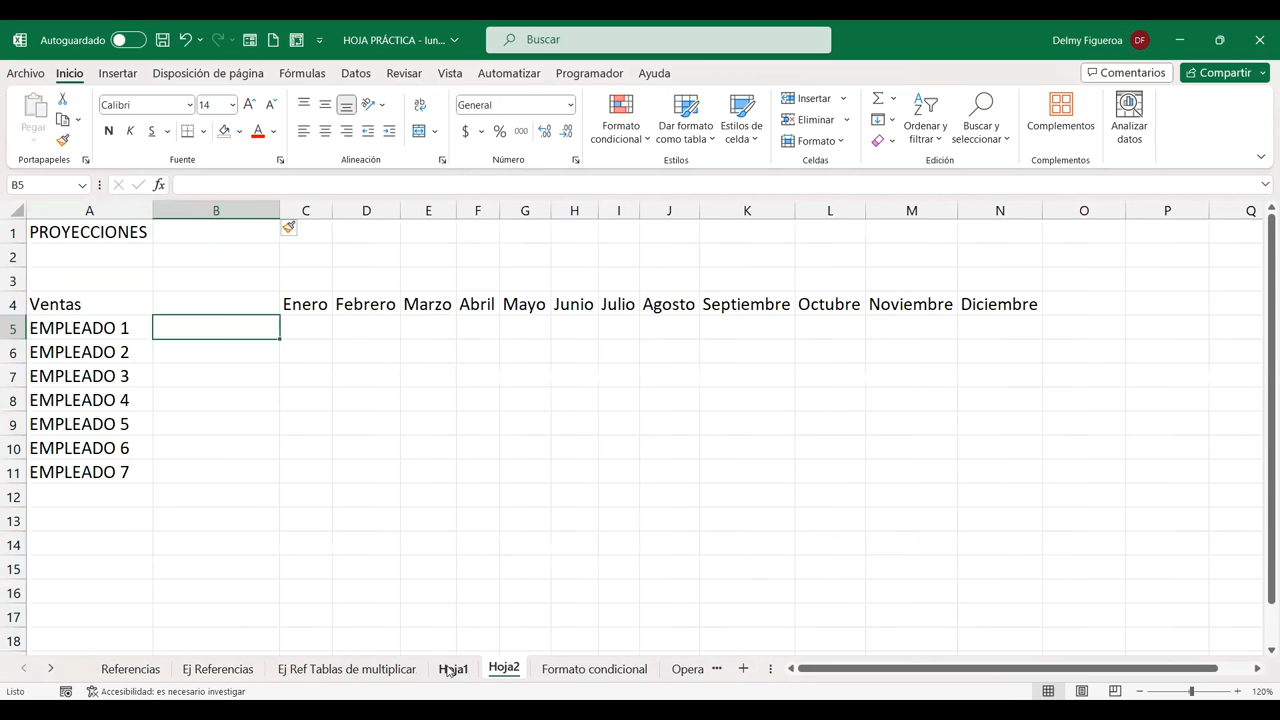 Autoguardado HOJA PRÁCTICA - lun... Buscar Delmy Figueroa DF
Archivo Inicio Insertar Disposición de página Fórmulas Datos Revisar Vista Automatizar Programador Ayuda Comentarios Compartir
Pegar Calibri 14 General Formato condicional Dar formato como tabla Estilos de celda Insertar Eliminar Formato Ordenar y filtrar Buscar y seleccionar Complementos Analizar datos
N K S $ % 000
Portapapeles Fuente Alineación Número Estilos Celdas Edición Complementos
B5 fx
A B C D E F G H I J K L M N O P Q
1 PROYECCIONES
2
3
4 Ventas Enero Febrero Marzo Abril Mayo Junio Julio Agosto Septiembre Octubre Noviembre Diciembre
5 EMPLEADO 1
6 EMPLEADO 2
7 EMPLEADO 3
8 EMPLEADO 4
9 EMPLEADO 5
10 EMPLEADO 6
11 EMPLEADO 7
12
13
14
15
16
17
18
Referencias Ej Referencias Ej Ref Tablas de multiplicar Hoja1 Hoja2 Formato condicional Opera ...
Listo Accesibilidad: es necesario investigar 120%